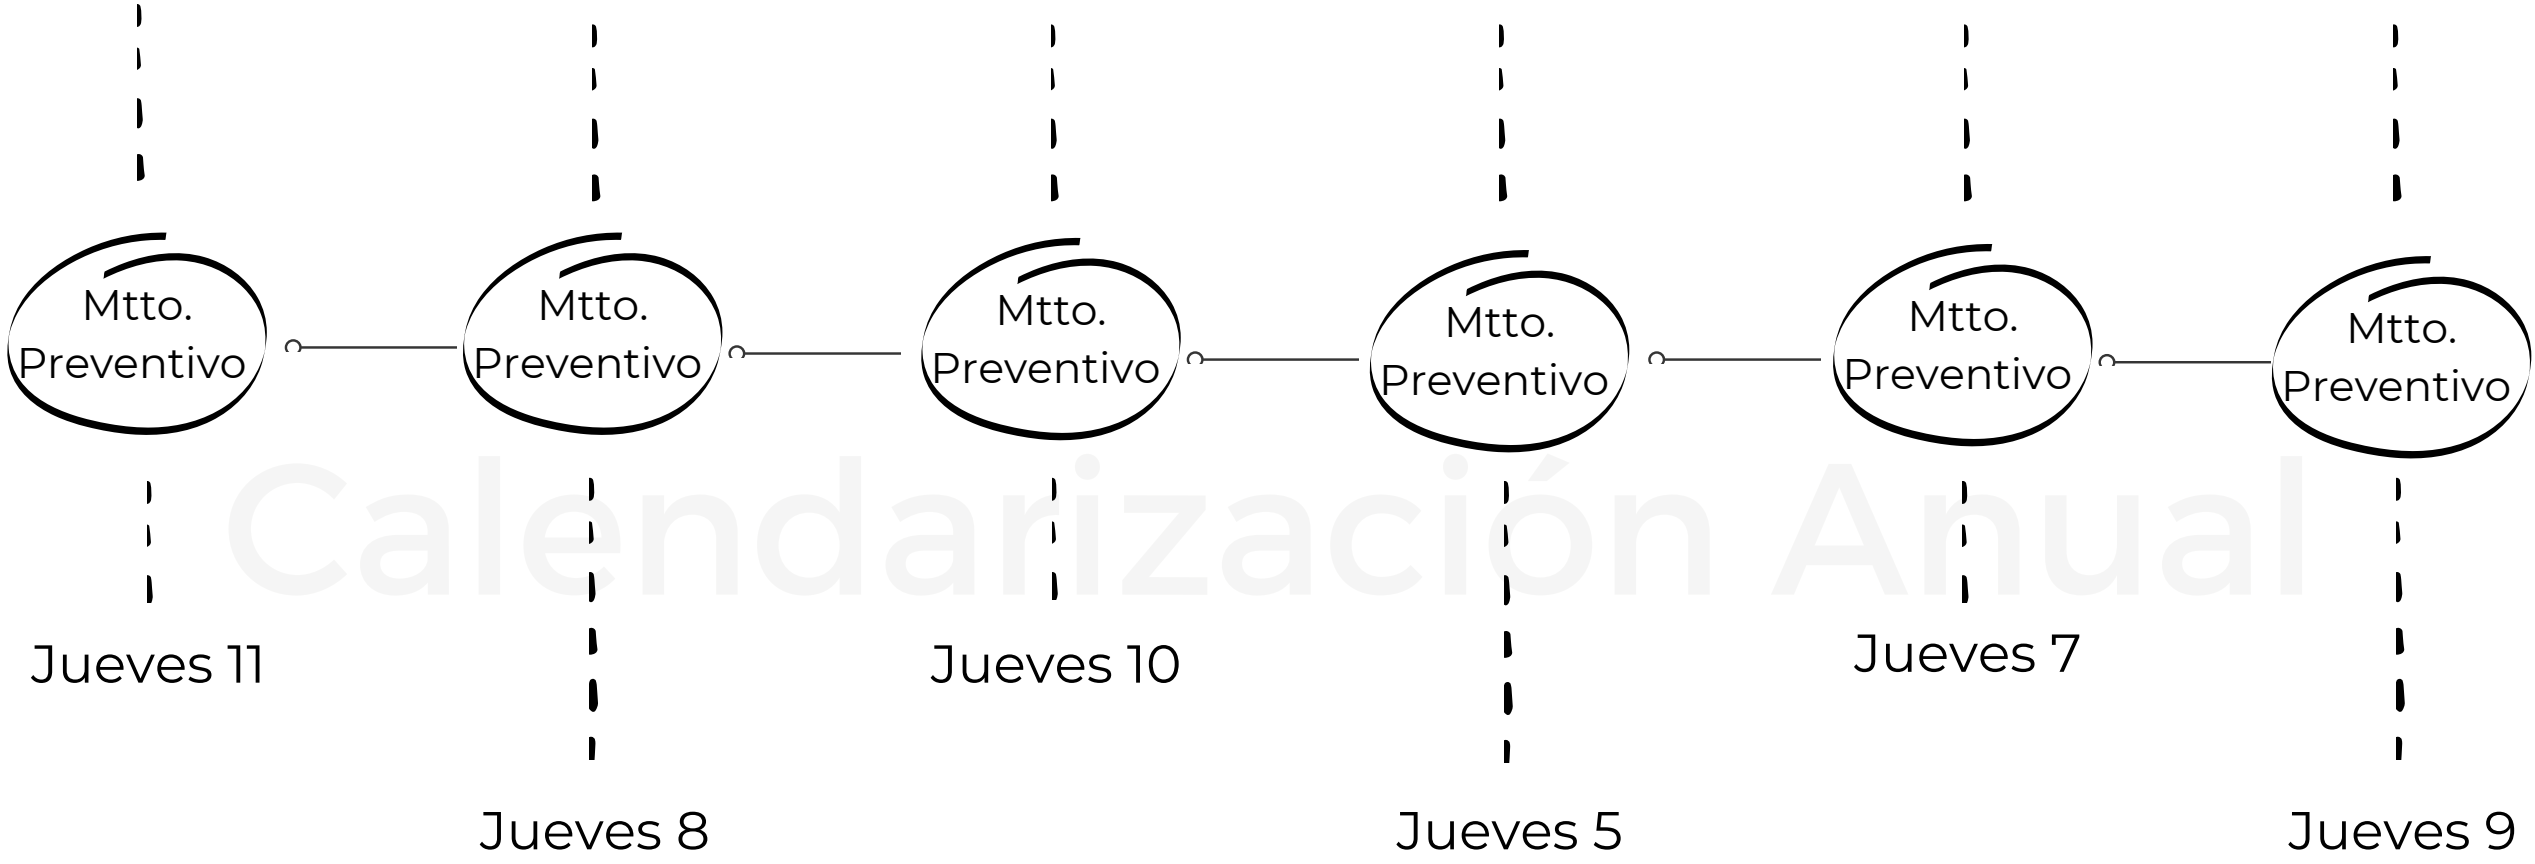 Mtto.
Preventivo
Mtto.
Preventivo
Mtto.
Preventivo
Mtto.
Preventivo
Mtto.
Preventivo
Mtto.
Preventivo
Calendarización Anual
Jueves 11
Jueves 8
Jueves 10
Jueves 5
Jueves 7
Jueves 9